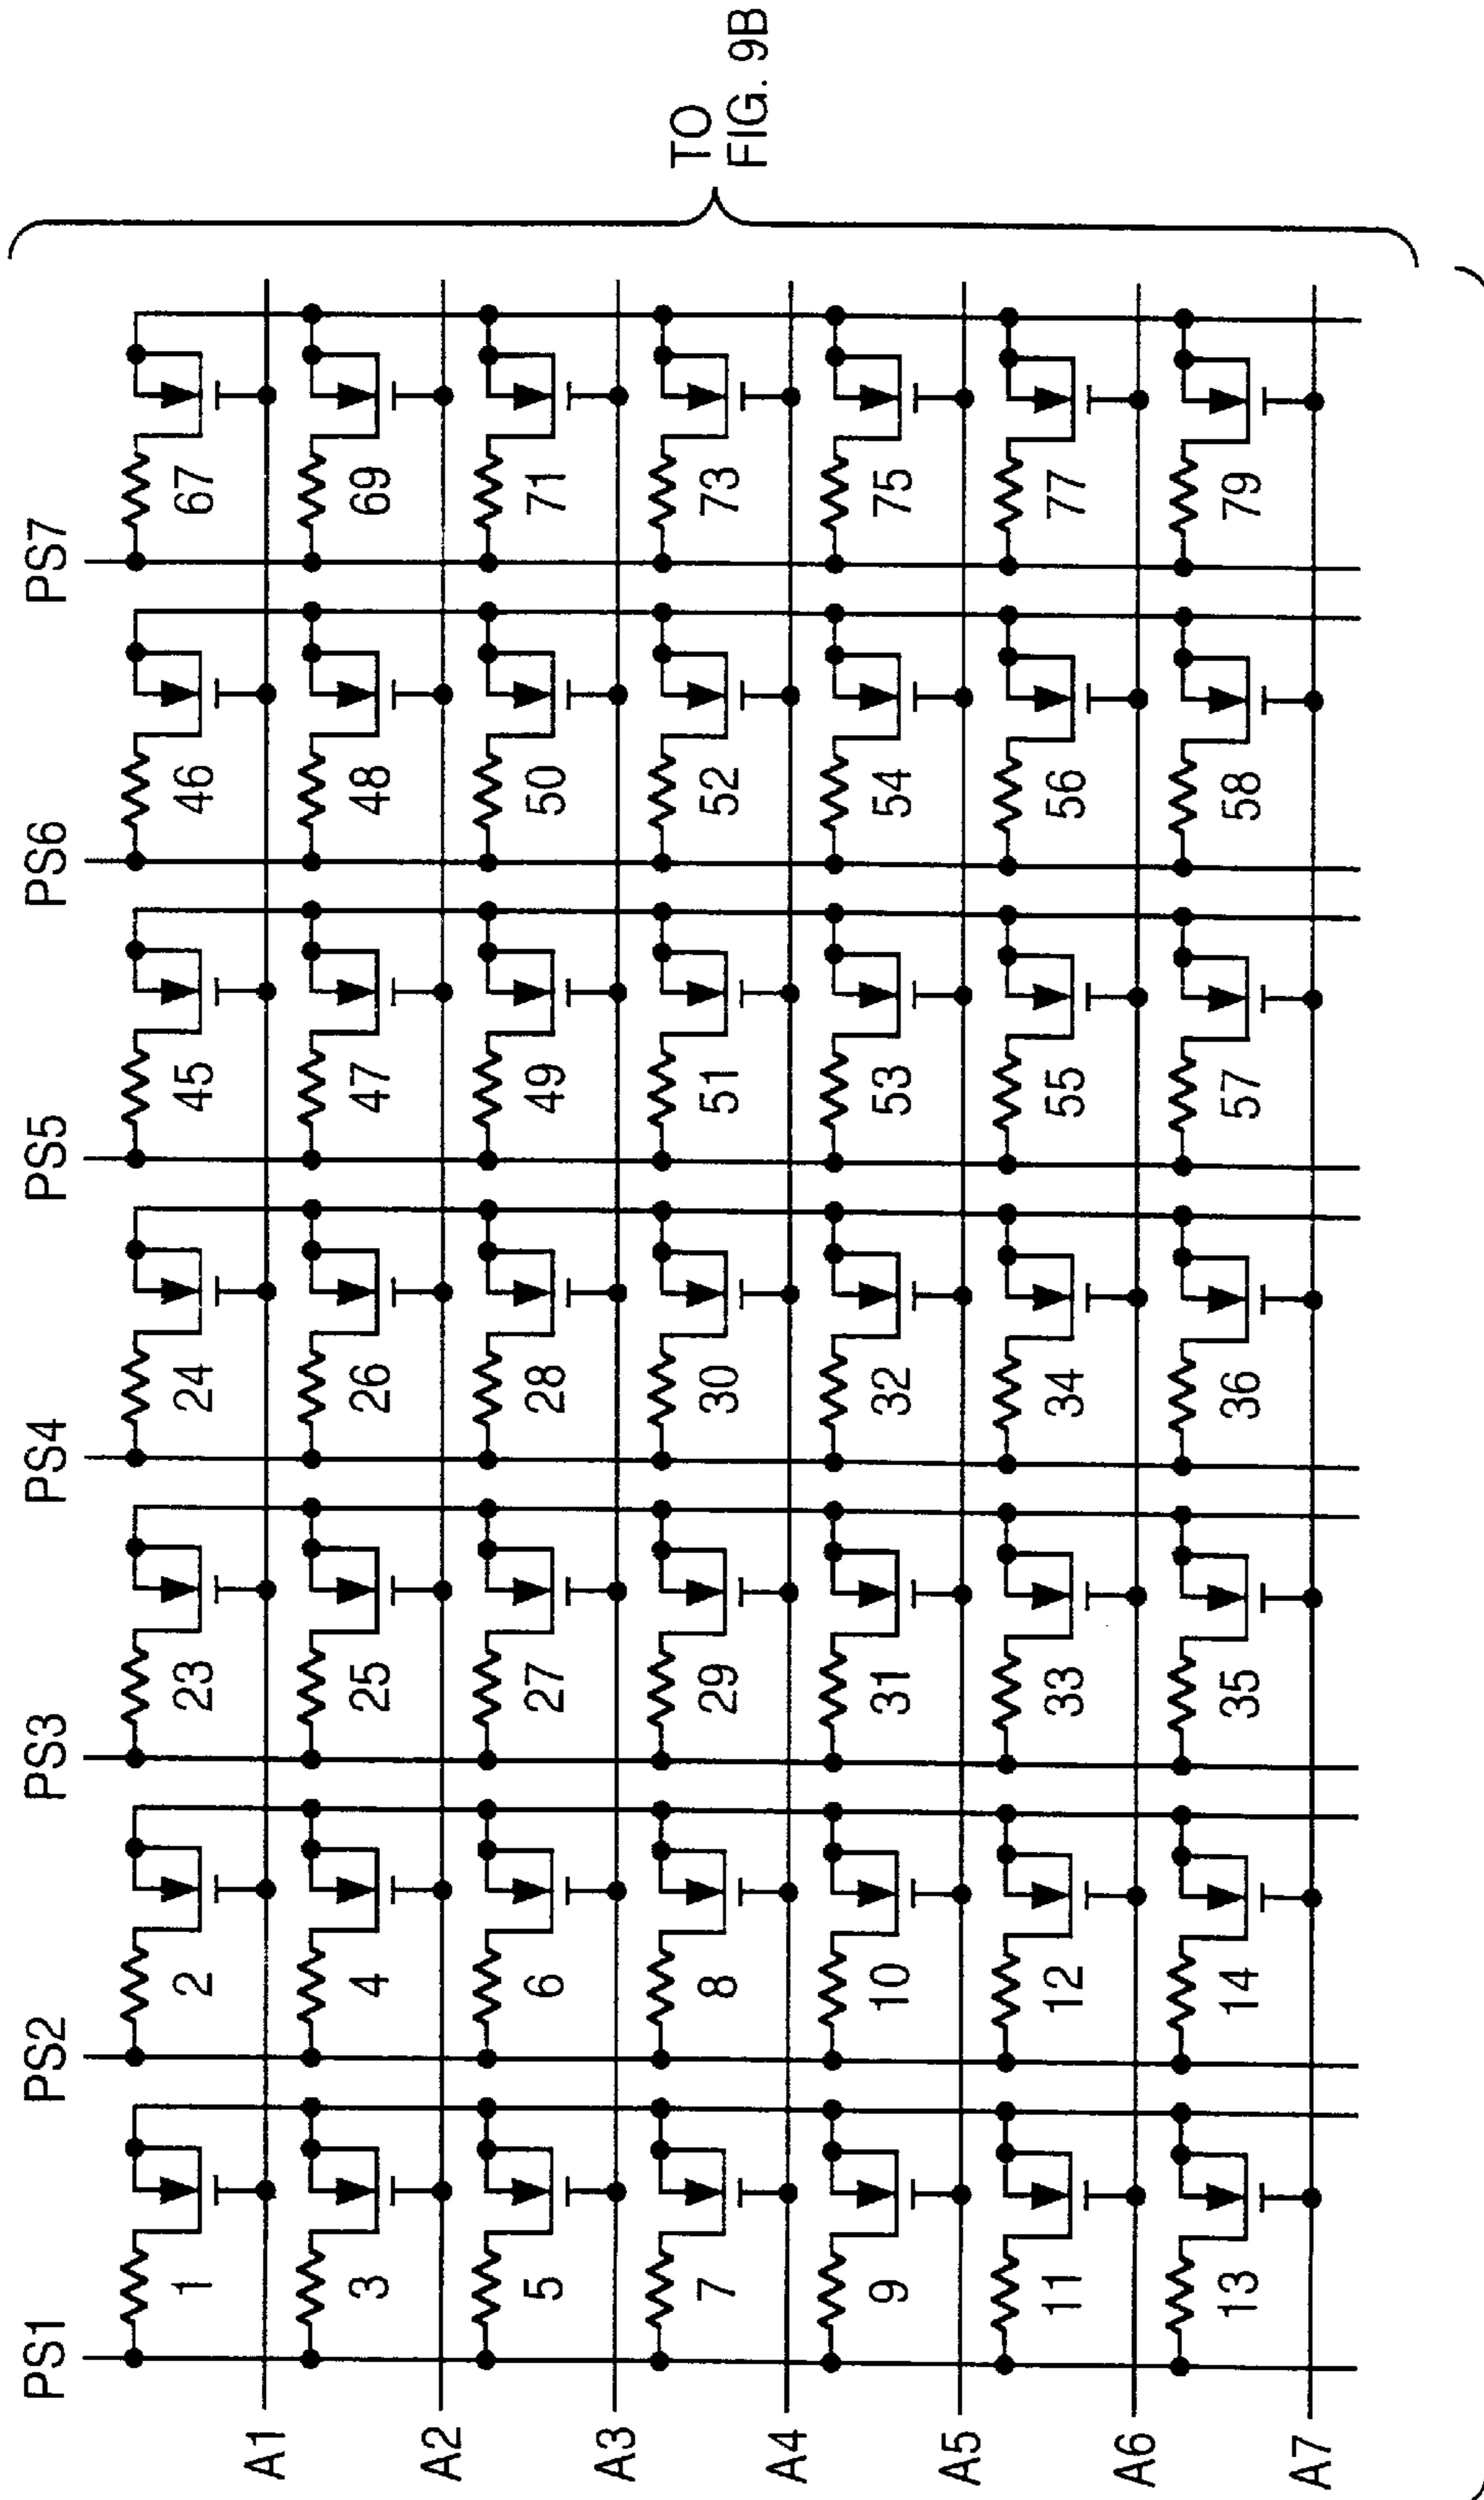 PS1 PS2 PS3 PS4 PS5 PS6 PS7
1 2 23 24 45 46 67
A1
3 4 25 26 47 48 69
A2
5 6 27 28 49 50 71
A3
7 8 29 30 51 52 73
A4
9 10 31 32 53 54 75
A5
11 12 33 34 55 56 77
A6
13 14 35 36 57 58 79
A7
TO
FIG. 9B